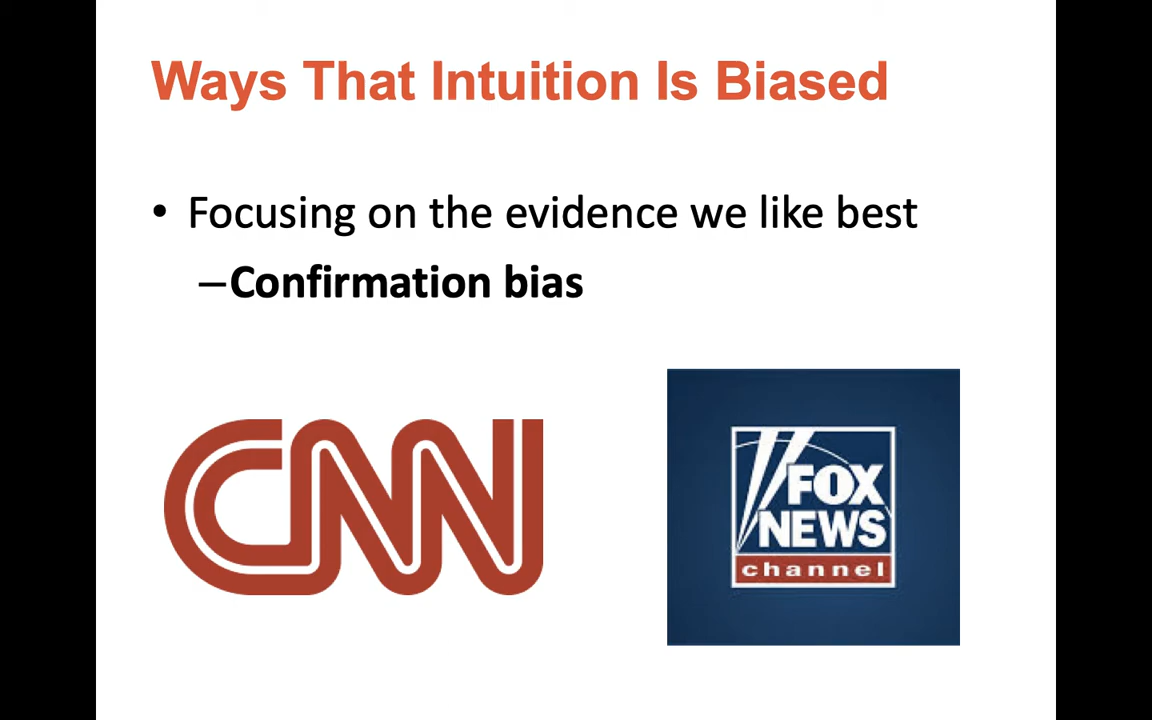 Ways That Intuition Is Biased
• Focusing on the evidence we like best
–Confirmation bias
CNN
FOX
NEWS
channel